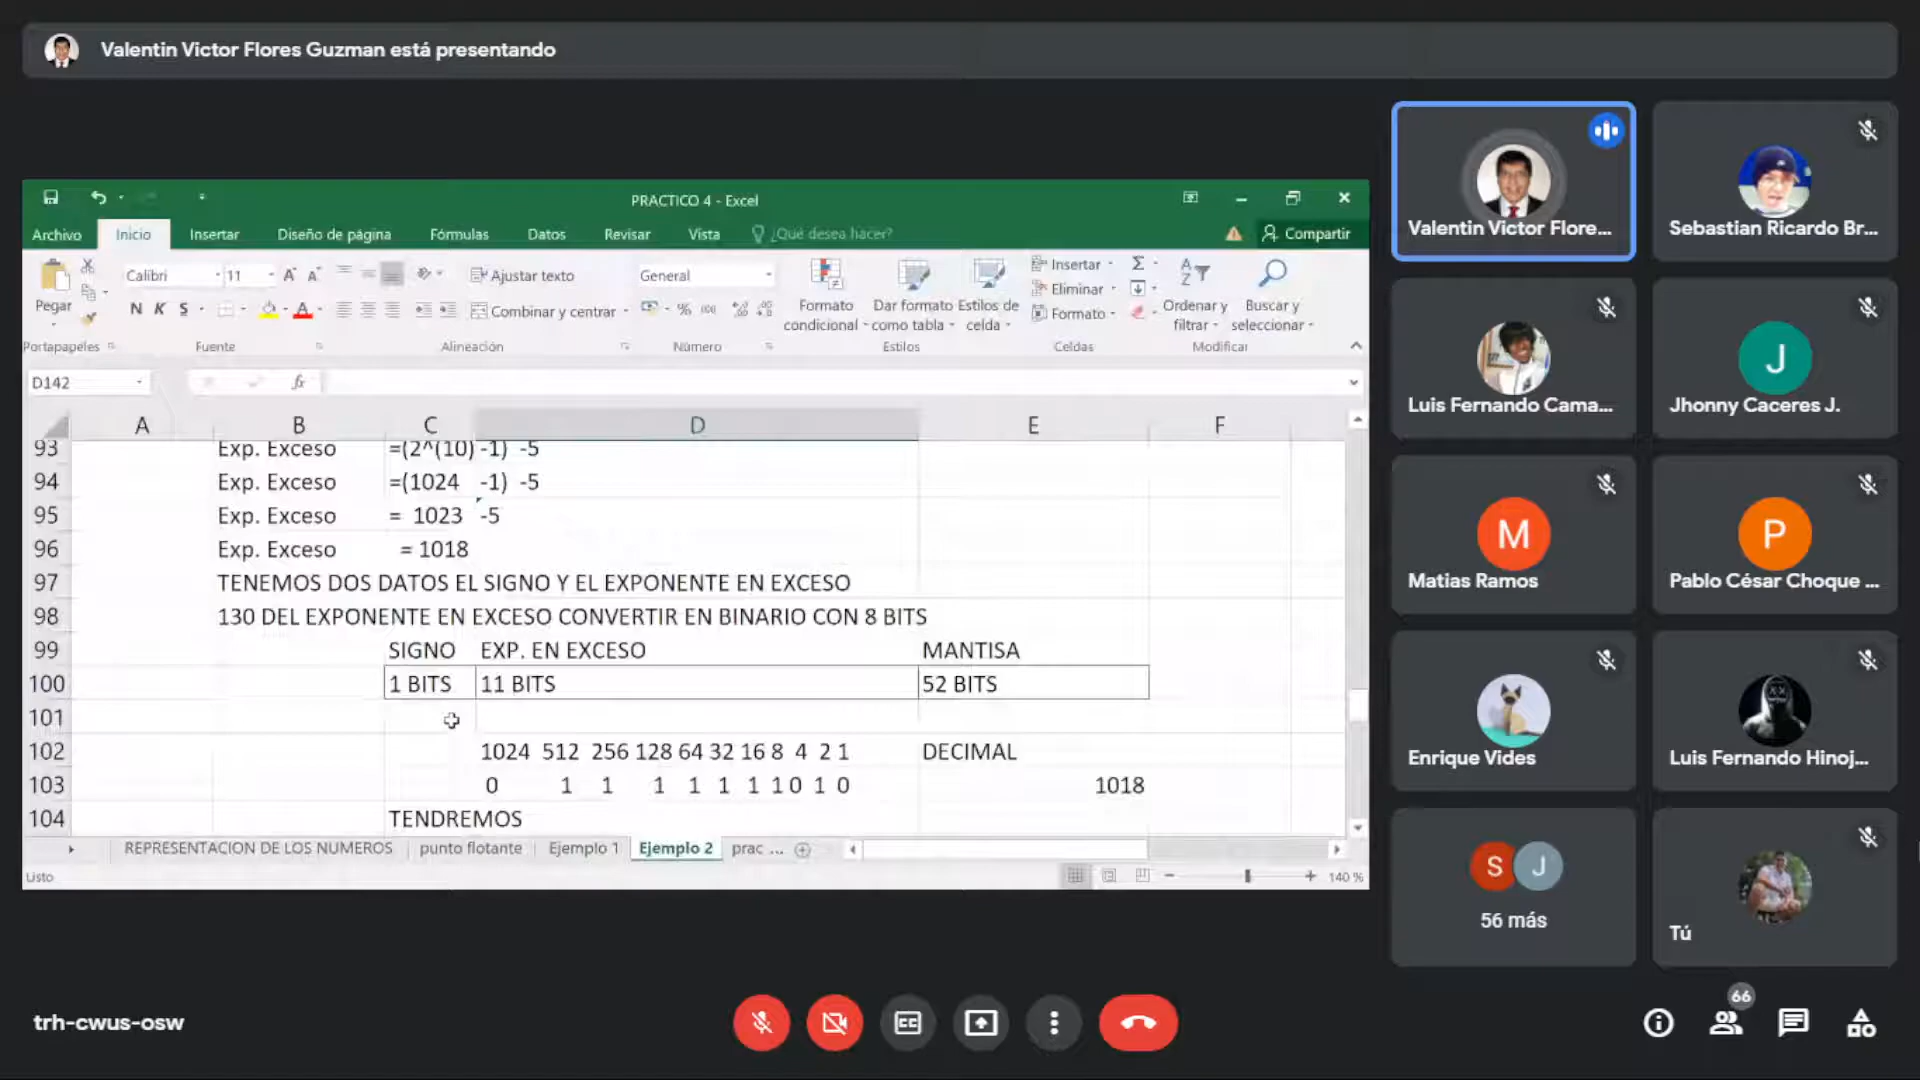 Valentin Victor Flores Guzman está presentando
PRACTICO 4 - Excel
Archivo Inicio Insertar Diseño de página Fórmulas Datos Revisar Vista ¿Qué desea hacer? Compartir
Pegar
Calibri 11
N K S
Ajustar texto
Combinar y centrar
General
% 000
Formato condicional
Dar formato como tabla
Estilos de celda
Insertar
Eliminar
Formato
Ordenar y filtrar
Buscar y seleccionar
Portapapeles Fuente Alineación Número Estilos Celdas Modificar
D142 fx
A B C D E F
93 Exp. Exceso =(2^(10) -1) -5
94 Exp. Exceso =(1024 -1) -5
95 Exp. Exceso = 1023 -5
96 Exp. Exceso = 1018
97 TENEMOS DOS DATOS EL SIGNO Y EL EXPONENTE EN EXCESO
98 130 DEL EXPONENTE EN EXCESO CONVERTIR EN BINARIO CON 8 BITS
99 SIGNO EXP. EN EXCESO MANTISA
100 1 BITS 11 BITS 52 BITS
101
102 1024 512 256 128 64 32 16 8 4 2 1 DECIMAL
103 0 1 1 1 1 1 1 1 0 1 0 1018
104 TENDREMOS
REPRESENTACION DE LOS NUMEROS punto flotante Ejemplo 1 Ejemplo 2 prac ...
Listo 140 %
Valentin Victor Flore...
Sebastian Ricardo Br...
Luis Fernando Cama...
J
Jhonny Caceres J.
M
Matias Ramos
P
Pablo César Choque ...
Enrique Vides
Luis Fernando Hinoj...
S J
56 más
Tú
trh-cwus-osw
CC
66